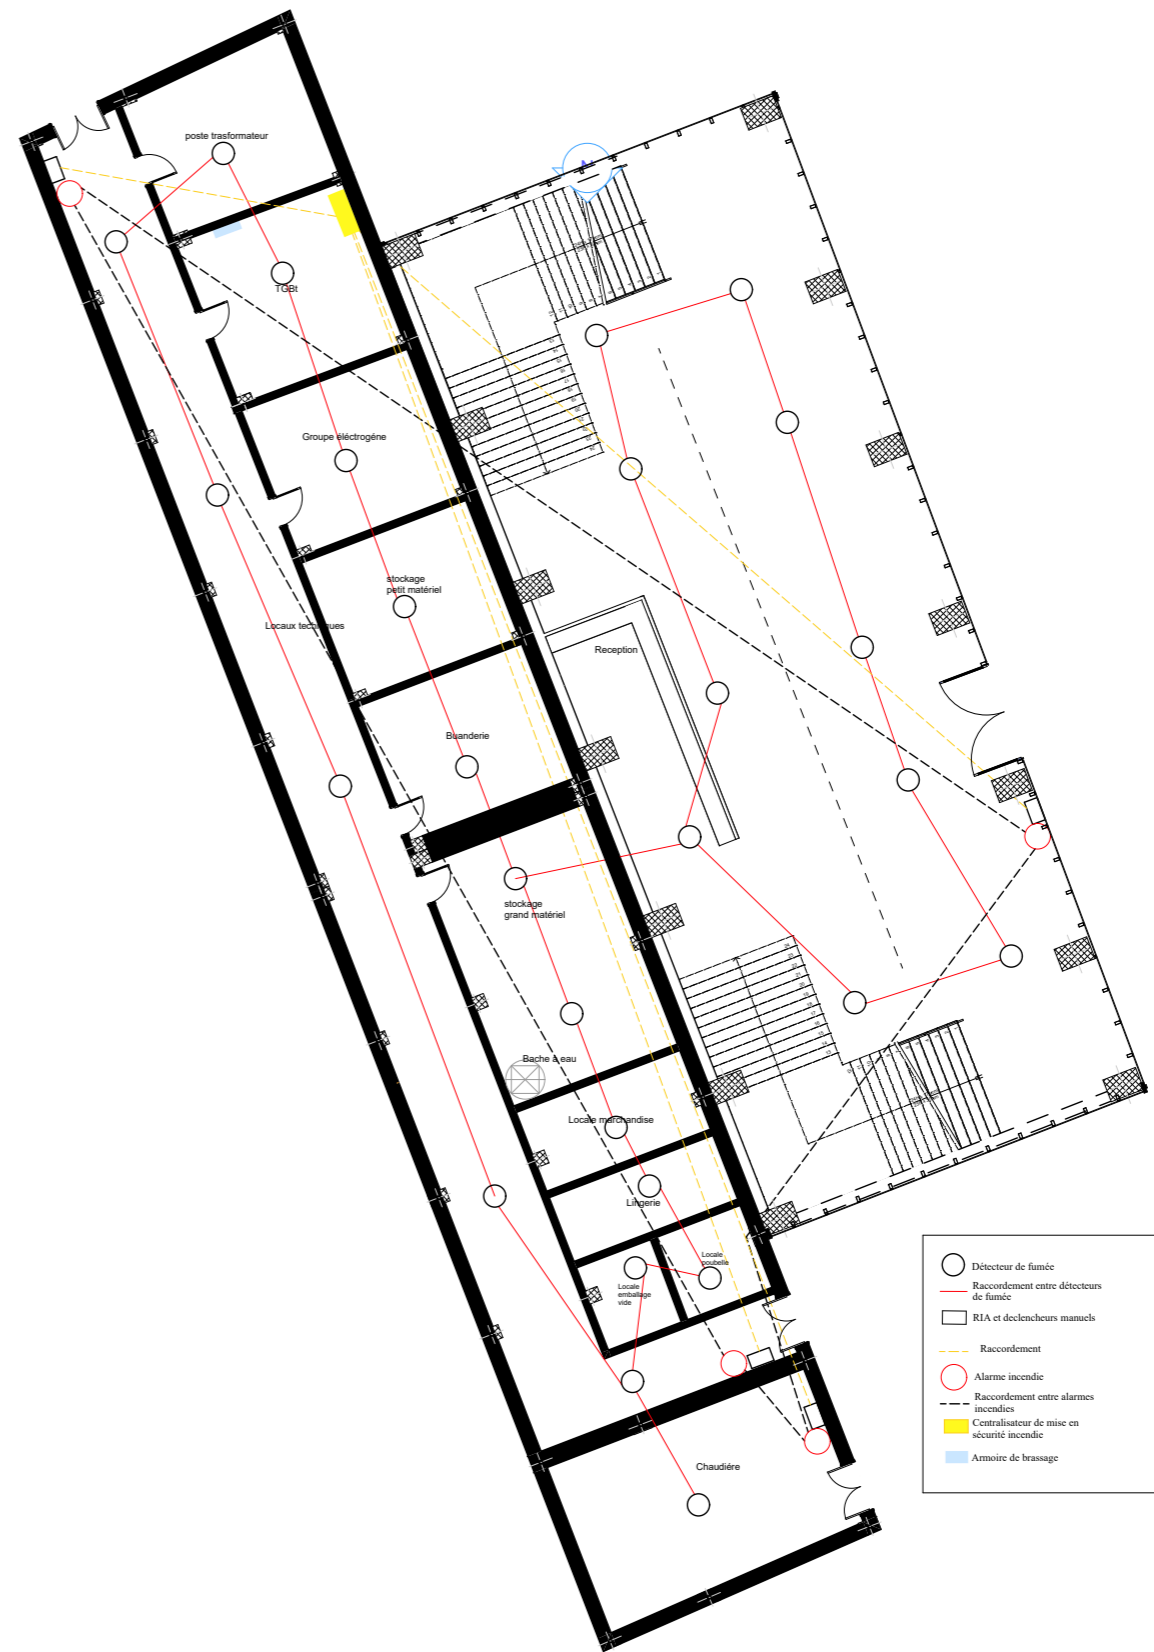 poste trasformateur
N
TGBt
Groupe éléctrogéne
stockage
petit matériel
Locaux techniques
Reception
Buanderie
stockage
grand matériel
Bache à eau
Locale marchandise
Lingerie
Locale
poubelle
Locale
emballage
vide
Chaudiére
Détecteur de fumée
Raccordement entre détecteurs
de fumée
RIA et declencheurs manuels
Raccordement
Alarme incendie
Raccordement entre alarmes
incendies
Centralisateur de mise en
sécurité incendie
Armoire de brassage